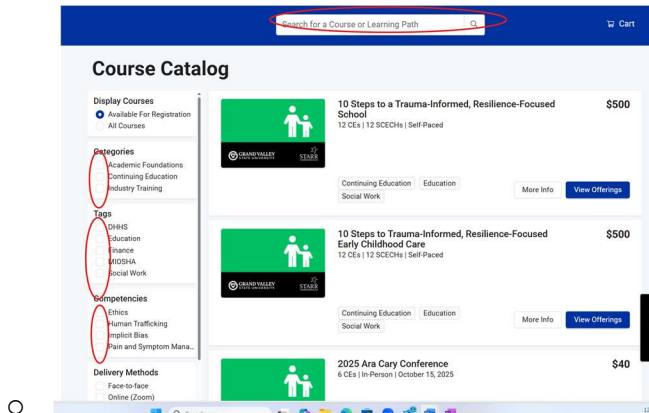 Search for a Course or Learning Path
Cart
Course Catalog
Display Courses
Available For Registration
All Courses
Categories
Academic Foundations
Continuing Education
Industry Training
Tags
DHHS
Education
Finance
MIOSHA
Social Work
Competencies
Ethics
Human Trafficking
Implicit Bias
Pain and Symptom Mana...
Delivery Methods
Face-to-face
Online (Zoom)
GRAND VALLEY
STATE UNIVERSITY
STARR
10 Steps to a Trauma-Informed, Resilience-Focused
School
$500
12 CEs | 12 SCECHs | Self-Paced
Continuing Education
Education
Social Work
More Info
View Offerings
GRAND VALLEY
STATE UNIVERSITY
STARR
10 Steps to Trauma-Informed, Resilience-Focused
Early Childhood Care
$500
12 CEs | 12 SCECHs | Self-Paced
Continuing Education
Education
Social Work
More Info
View Offerings
2025 Ara Cary Conference
$40
6 CEs | In-Person | October 15, 2025